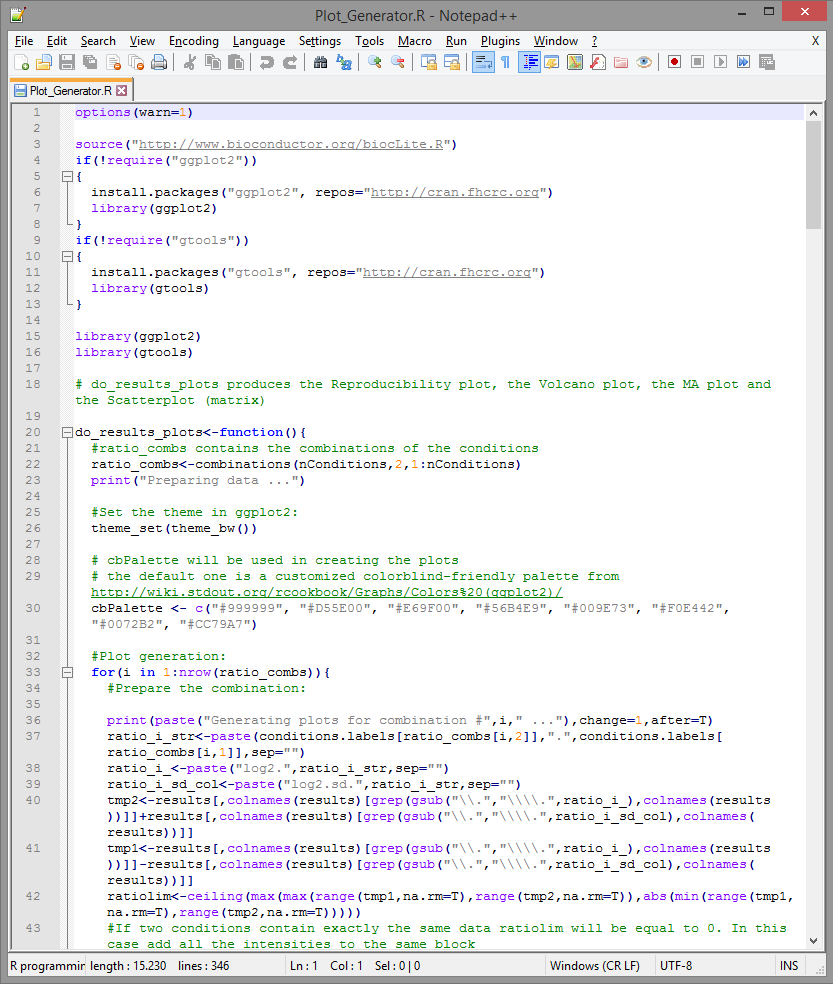 Plot_Generator.R - Notepad++
File Edit Search View Encoding Language Settings Tools Macro Run Plugins Window ? X
Plot_Generator.R
1 options(warn=1)
2
3 source("http://www.bioconductor.org/biocLite.R")
4 if(!require("ggplot2"))
5 {
6 install.packages("ggplot2", repos="http://cran.fhcrc.org")
7 library(ggplot2)
8 }
9 if(!require("gtools"))
10 {
11 install.packages("gtools", repos="http://cran.fhcrc.org")
12 library(gtools)
13 }
14
15 library(ggplot2)
16 library(gtools)
17
18 # do_results_plots produces the Reproducibility plot, the Volcano plot, the MA plot and
the Scatterplot (matrix)
19
20 do_results_plots<-function(){
21 #ratio_combs contains the combinations of the conditions
22 ratio_combs<-combinations(nConditions,2,1:nConditions)
23 print("Preparing data ...")
24
25 #Set the theme in ggplot2:
26 theme_set(theme_bw())
27
28 # cbPalette will be used in creating the plots
29 # the default one is a customized colorblind-friendly palette from
http://wiki.stdout.org/rcookbook/Graphs/Colors%20(ggplot2)/
30 cbPalette <- c("#999999", "#D55E00", "#E69F00", "#56B4E9", "#009E73", "#F0E442",
"#0072B2", "#CC79A7")
31
32 #Plot generation:
33 for(i in 1:nrow(ratio_combs)){
34 #Prepare the combination:
35
36 print(paste("Generating plots for combination #",i," ..."),change=1,after=T)
37 ratio_i_str<-paste(conditions.labels[ratio_combs[i,2]],".",conditions.labels[
ratio_combs[i,1]],sep="")
38 ratio_i_<-paste("log2.",ratio_i_str,sep="")
39 ratio_i_sd_col<-paste("log2.sd.",ratio_i_str,sep="")
40 tmp2<-results[,colnames(results)[grep(gsub("\\.","\\\\.",ratio_i_),colnames(results
))]]+results[,colnames(results)[grep(gsub("\\.","\\\\.",ratio_i_sd_col),colnames(
results))]]
41 tmp1<-results[,colnames(results)[grep(gsub("\\.","\\\\.",ratio_i_),colnames(results
))]]-results[,colnames(results)[grep(gsub("\\.","\\\\.",ratio_i_sd_col),colnames(
results))]]
42 ratiolim<-ceiling(max(max(range(tmp1,na.rm=T),range(tmp2,na.rm=T)),abs(min(range(tmp1,
na.rm=T),range(tmp2,na.rm=T)))))
43 #If two conditions contain exactly the same data ratiolim will be equal to 0. In this
case add all the intensities to the same block
R programmin length : 15.230 lines : 346 Ln : 1 Col : 1 Sel : 0 | 0 Windows (CR LF) UTF-8 INS